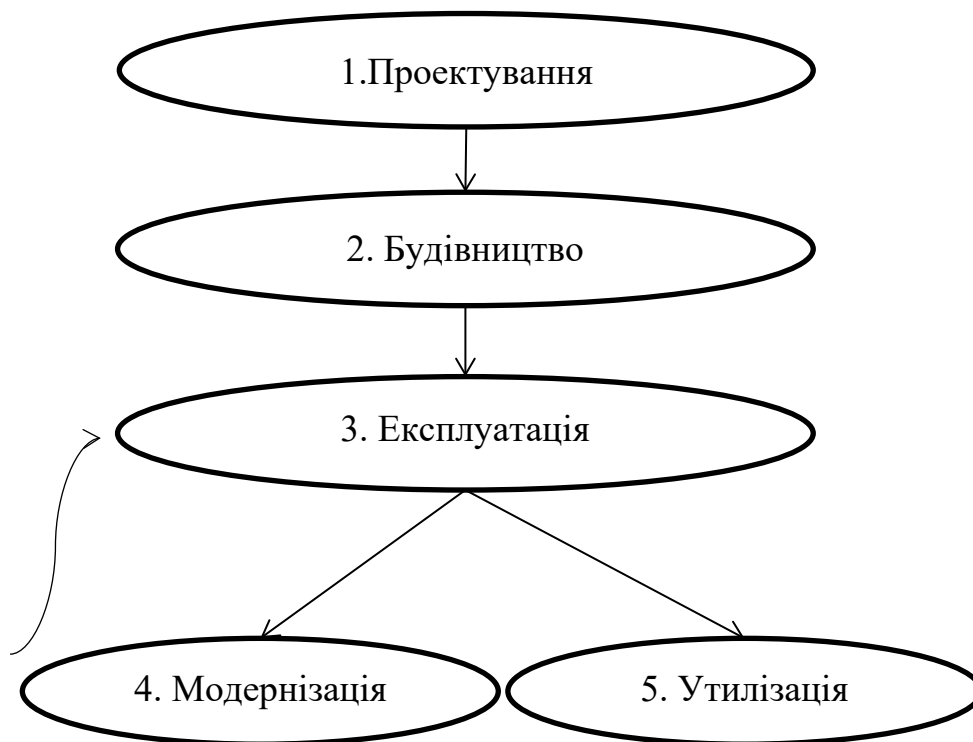 1.Проектування
2. Будівництво
3. Експлуатація
4. Модернізація
5. Утилізація